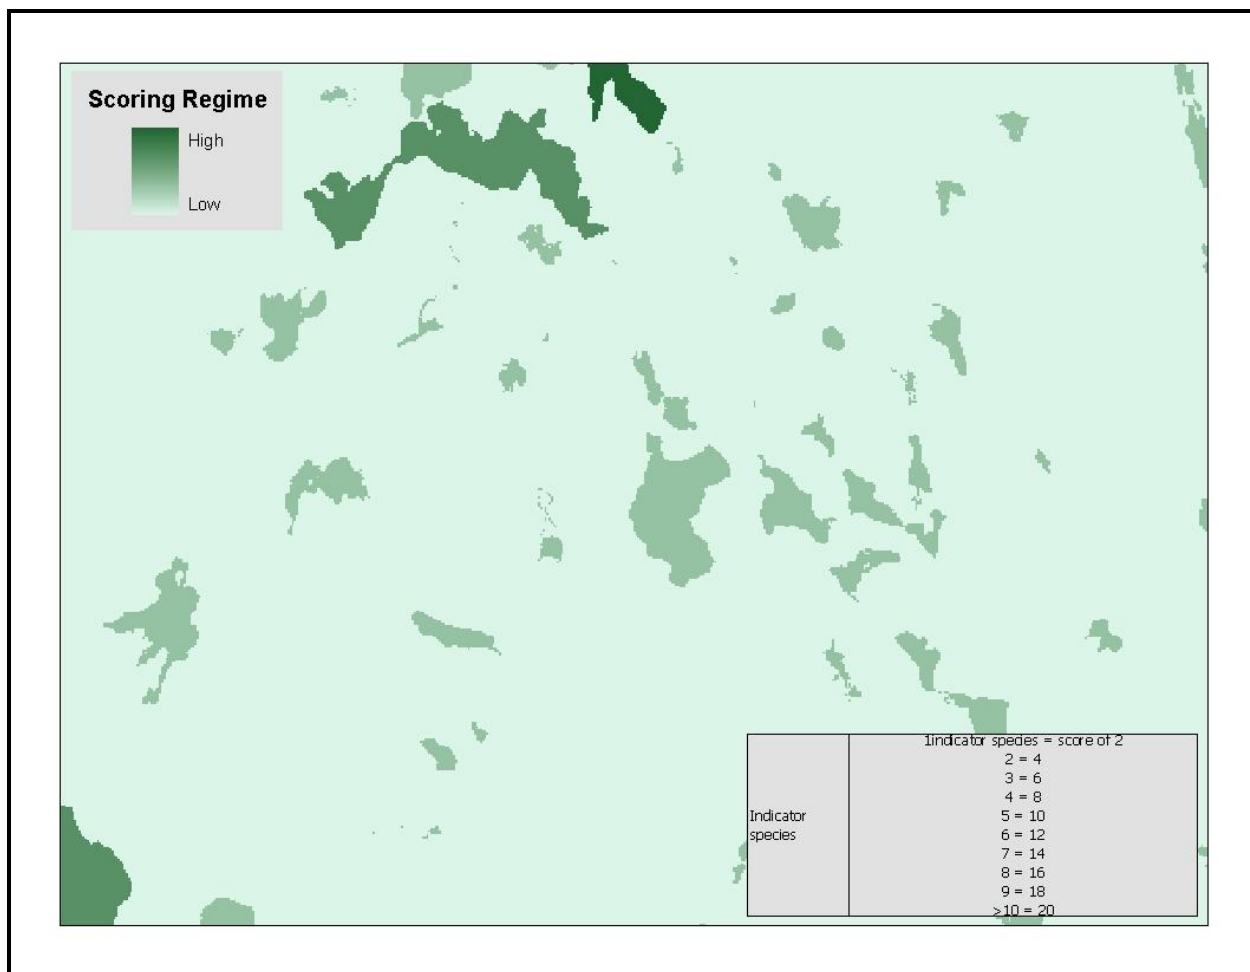 Scoring Regime
High
Low
1indicator species = score of 2
2 = 4
3 = 6
4 = 8
Indicator
species
5 = 10
6 = 12
7 = 14
8 = 16
9 = 18
>10 = 20